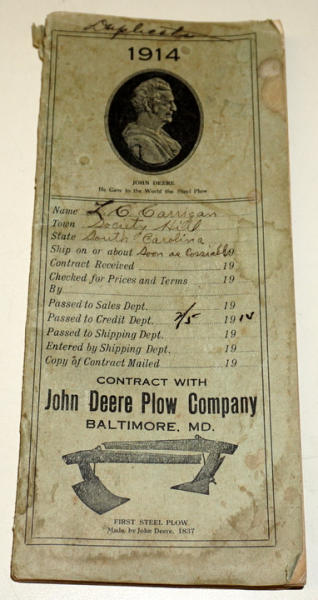 Duplicate
1914
JOHN DEERE
He Gave to the World the Steel Plow
Name L. C. Carrigan
Town Society Hill
State South Carolina
Ship on or about Soon as Possible 19
Contract Received 19
Checked for Prices and Terms
By 19
Passed to Sales Dept. 19
Passed to Credit Dept. 2/5 1914
Passed to Shipping Dept. 19
Entered by Shipping Dept. 19
Copy of Contract Mailed 19
CONTRACT WITH
John Deere Plow Company
BALTIMORE, MD.
FIRST STEEL PLOW
Made by John Deere, 1837